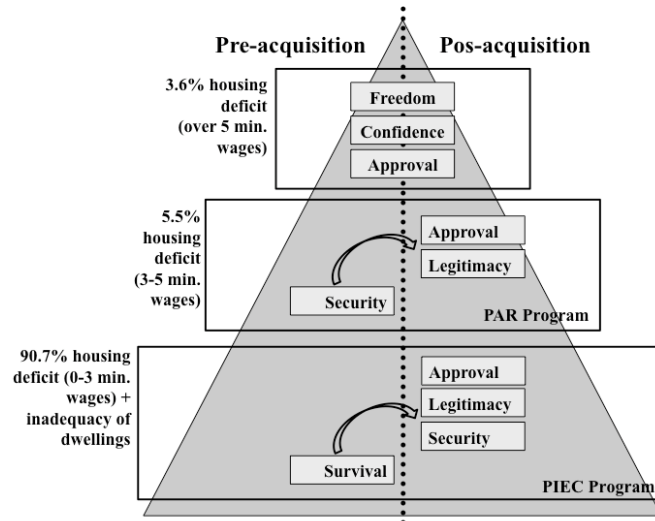 Pre-acquisition
Pos-acquisition
3.6% housing
deficit
(over 5 min.
wages)
Freedom
Confidence
Approval
5.5%
housing
deficit
(3-5 min.
wages)
Approval
Legitimacy
Security
PAR Program
90.7% housing
deficit (0-3 min.
wages) +
inadequacy of
dwellings
Approval
Legitimacy
Security
Survival
PIEC Program